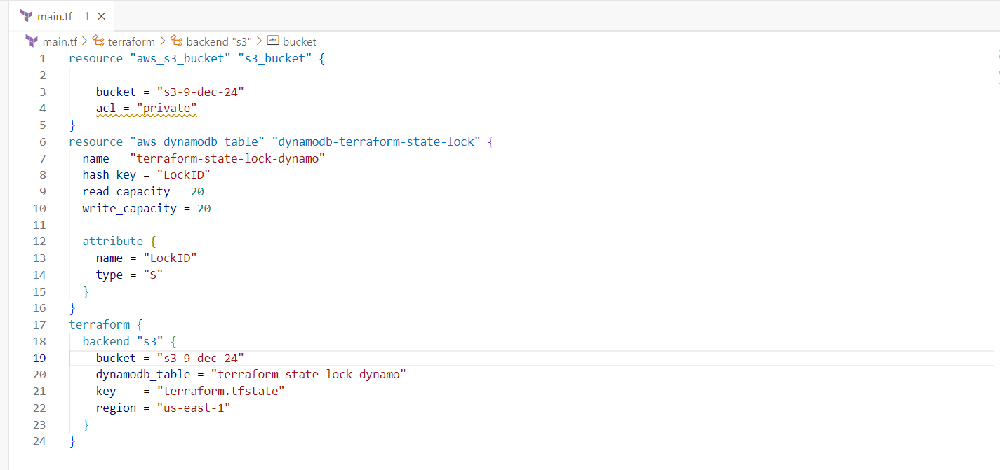 main.tf 1
main.tf > terraform > backend "s3" > bucket
1 resource "aws_s3_bucket" "s3_bucket" {
2
3     bucket = "s3-9-dec-24"
4     acl = "private"
5 }
6 resource "aws_dynamodb_table" "dynamodb-terraform-state-lock" {
7   name = "terraform-state-lock-dynamo"
8   hash_key = "LockID"
9   read_capacity = 20
10   write_capacity = 20
11
12   attribute {
13     name = "LockID"
14     type = "S"
15   }
16 }
17 terraform {
18   backend "s3" {
19     bucket = "s3-9-dec-24"
20     dynamodb_table = "terraform-state-lock-dynamo"
21     key    = "terraform.tfstate"
22     region = "us-east-1"
23   }
24 }